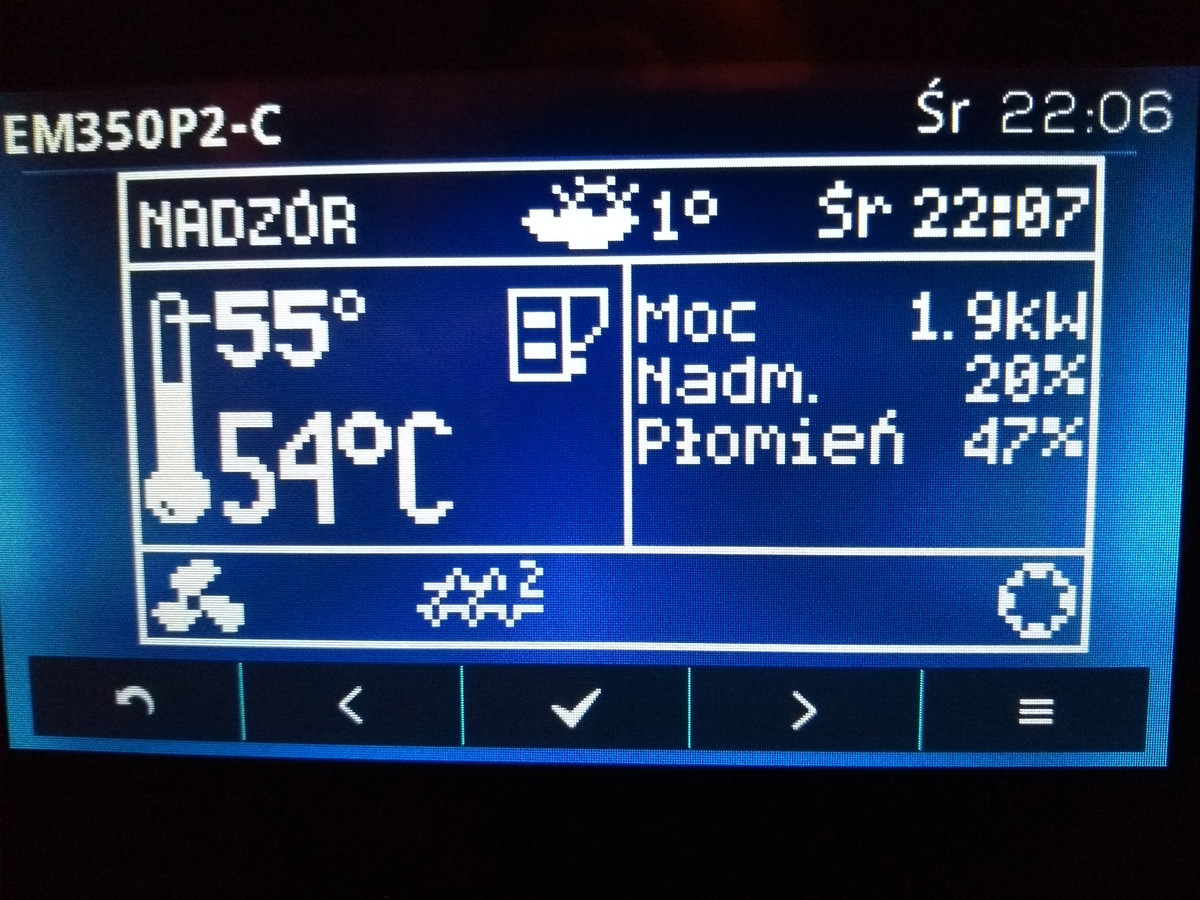 EM350P2-C
Śr 22:06
NADZÓR
1°
Śr 22:07
55°
54°C
Moc 1.9kW
Nadm. 20%
Płomień 47%
2